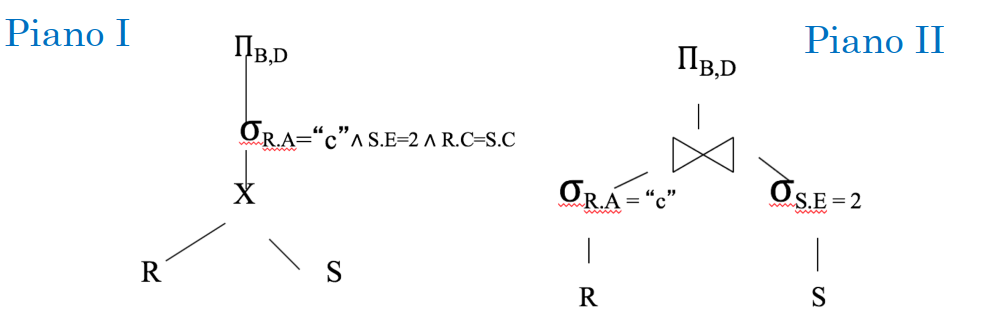 Piano I
Π B,D
σ R.A=“c”∧ S.E=2 ∧ R.C=S.C
X
R S
Piano II
Π B,D
σ R.A = “c” σ S.E = 2
R S